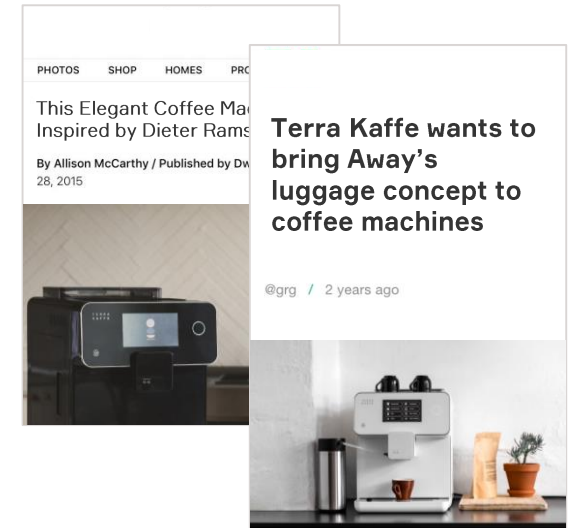 PHOTOS SHOP HOMES PRO
This Elegant Coffee Ma
Inspired by Dieter Rams
By Allison McCarthy / Published by Dw
28, 2015
Terra Kaffe wants to
bring Away's
luggage concept to
coffee machines
@grg / 2 years ago